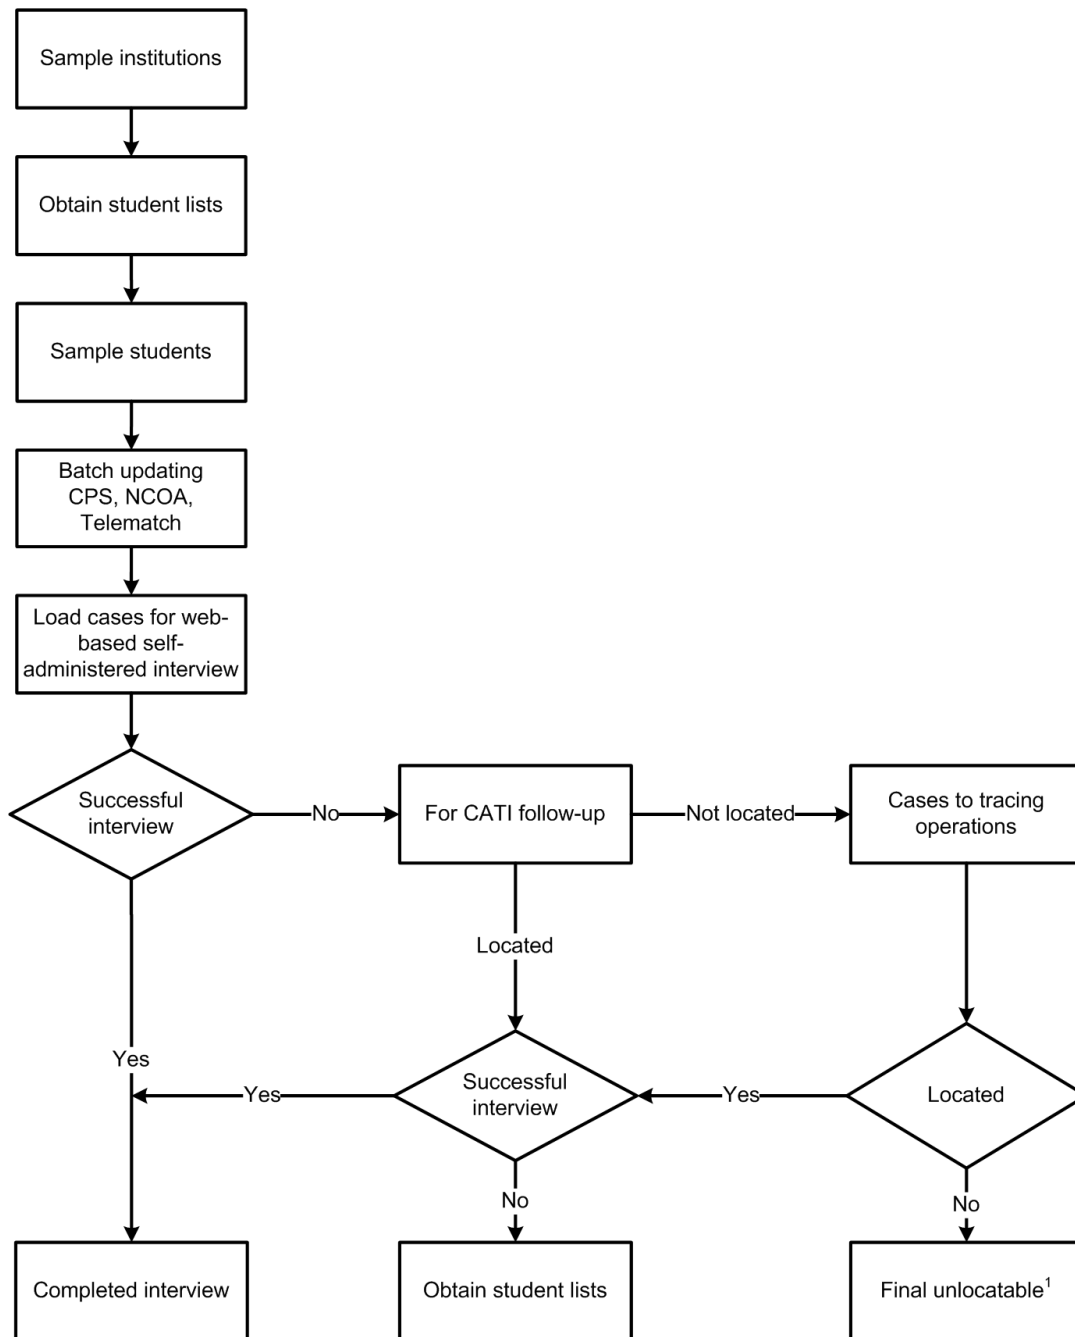 Sample institutions
Obtain student lists
Sample students
Batch updating
CPS, NCOA,
Telematch
Load cases for web-
based self-
administered interview
Successful
interview
No
For CATI follow-up
Not located
Cases to tracing
operations
Located
Yes
Yes
Successful
interview
Yes
Located
No
No
Completed interview
Obtain student lists
Final unlocatable¹